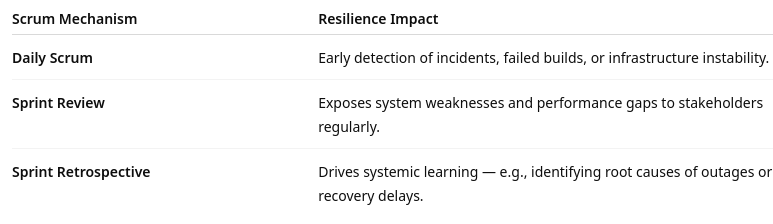 Scrum Mechanism Resilience Impact
Daily Scrum Early detection of incidents, failed builds, or infrastructure instability.
Sprint Review Exposes system weaknesses and performance gaps to stakeholders
regularly.
Sprint Retrospective Drives systemic learning — e.g., identifying root causes of outages or
recovery delays.